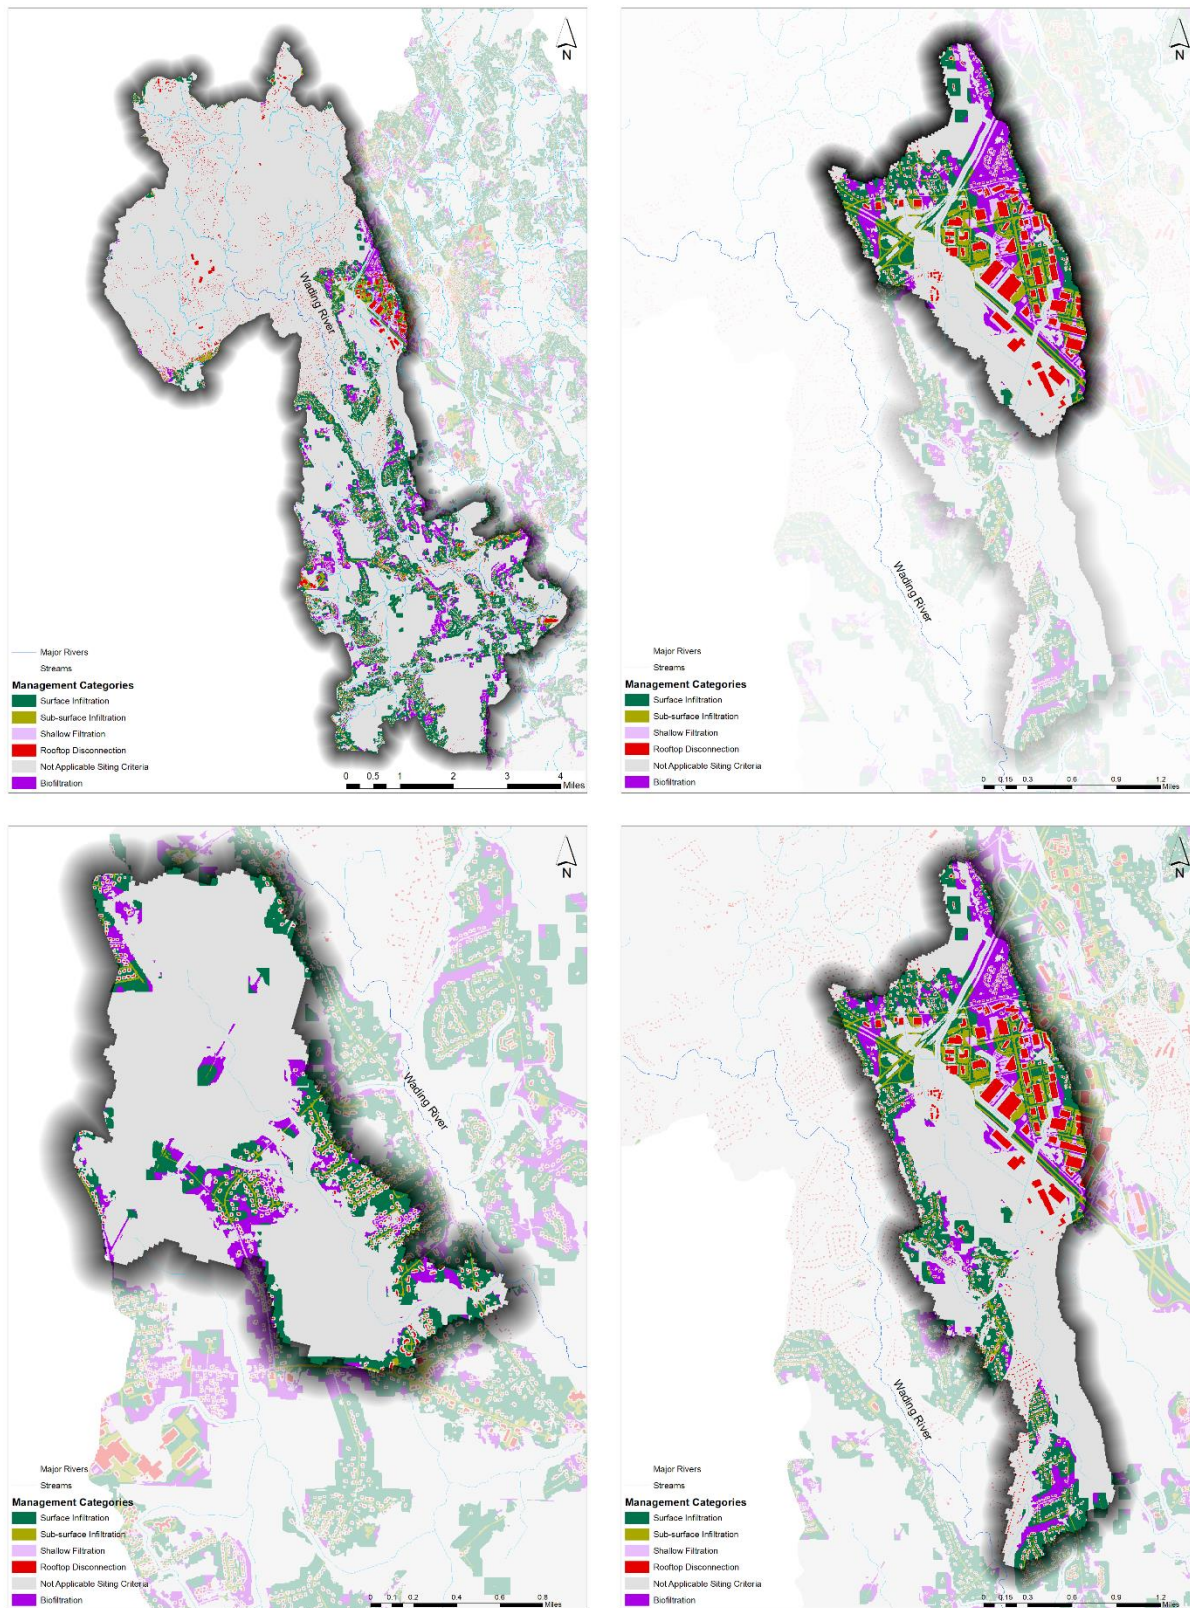 N
Wading River
Major Rivers
Streams
Management Categories
Surface Infiltration
Sub-surface Infiltration
Shallow Filtration
Rooftop Disconnection
Not Applicable Siting Criteria
Biofiltration
0 0.5 1 2 3 4
Miles
N
Wading River
Major Rivers
Streams
Management Categories
Surface Infiltration
Sub-surface Infiltration
Shallow Filtration
Rooftop Disconnection
Not Applicable Siting Criteria
Biofiltration
0 0.15 0.3 0.6 0.9 1.2
Miles
N
Wading River
Major Rivers
Streams
Management Categories
Surface Infiltration
Sub-surface Infiltration
Shallow Filtration
Rooftop Disconnection
Not Applicable Siting Criteria
Biofiltration
0 0.1 0.2 0.4 0.6 0.8
Miles
N
Wading River
Major Rivers
Streams
Management Categories
Surface Infiltration
Sub-surface Infiltration
Shallow Filtration
Rooftop Disconnection
Not Applicable Siting Criteria
Biofiltration
0 0.15 0.3 0.6 0.9 1.2
Miles